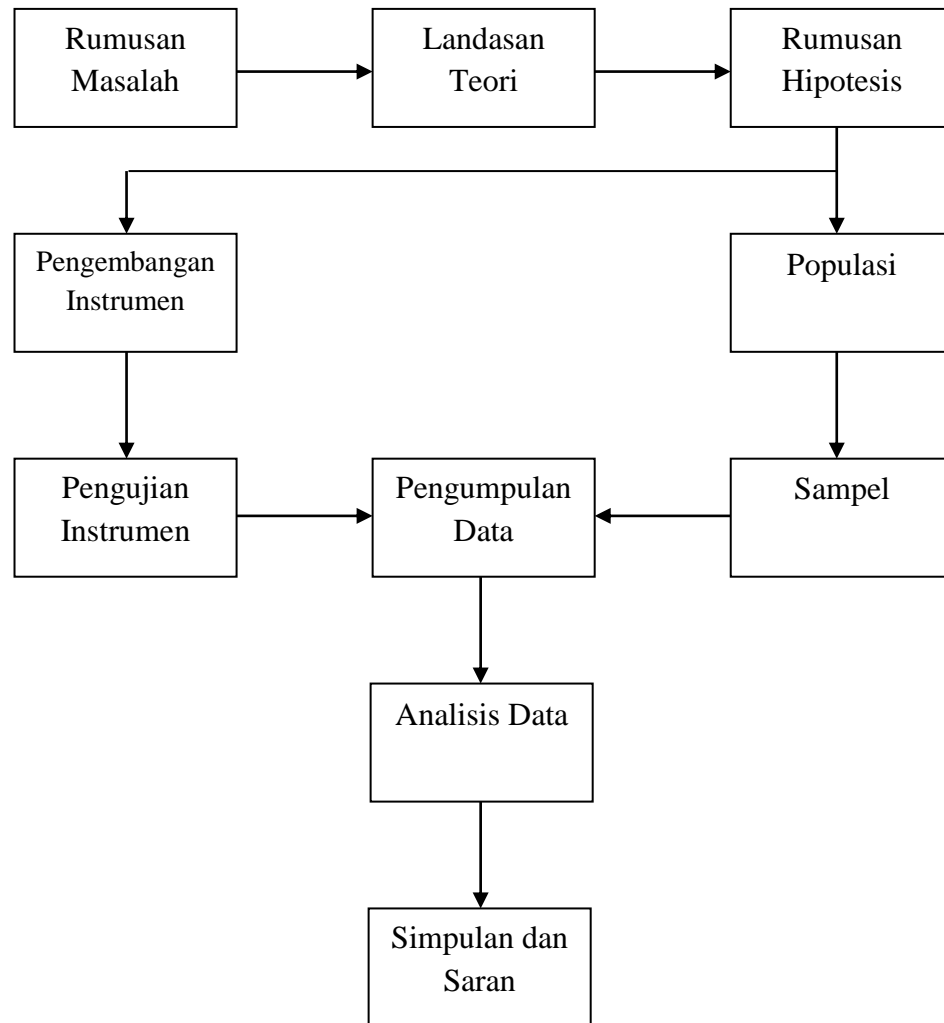 Rumusan
Masalah
Landasan
Teori
Rumusan
Hipotesis
Pengembangan
Instrumen
Populasi
Pengujian
Instrumen
Pengumpulan
Data
Sampel
Analisis Data
Simpulan dan
Saran